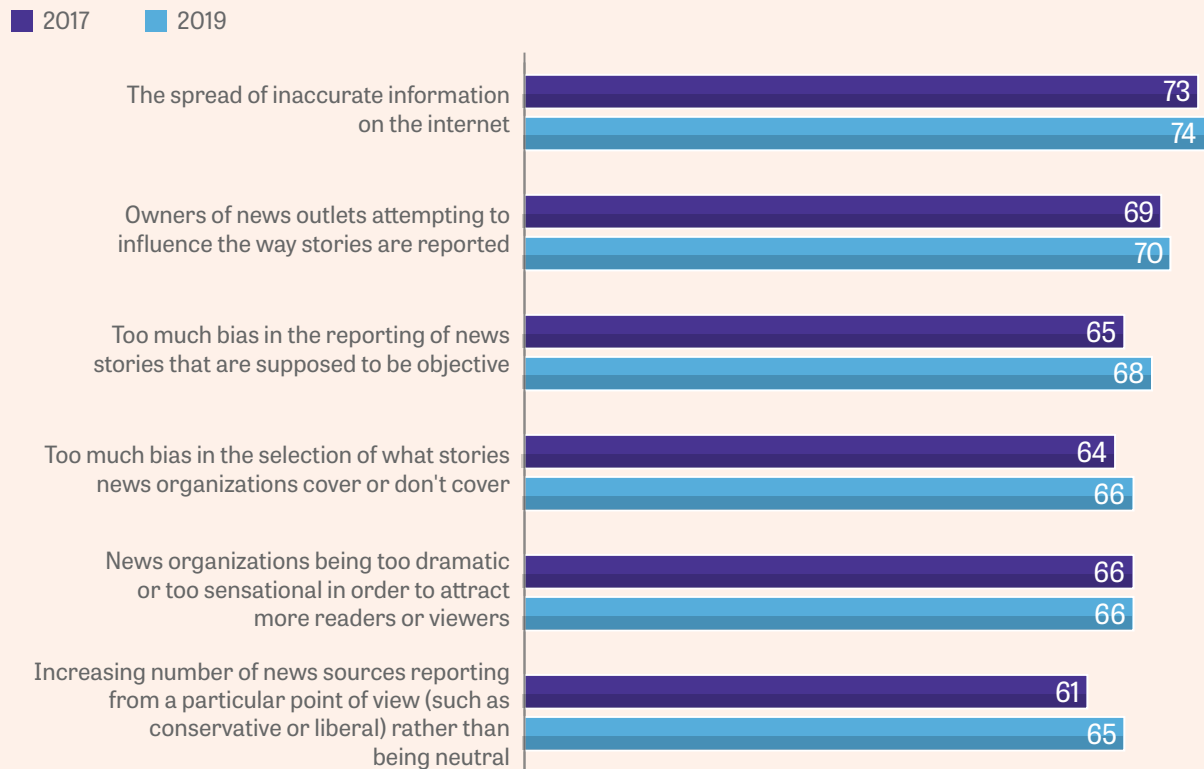 2017 2019
The spread of inaccurate information
on the internet
73
74
Owners of news outlets attempting to
influence the way stories are reported
69
70
Too much bias in the reporting of news
stories that are supposed to be objective
65
68
Too much bias in the selection of what stories
news organizations cover or don't cover
64
66
News organizations being too dramatic
or too sensational in order to attract
more readers or viewers
66
66
Increasing number of news sources reporting
from a particular point of view (such as
conservative or liberal) rather than
being neutral
61
65